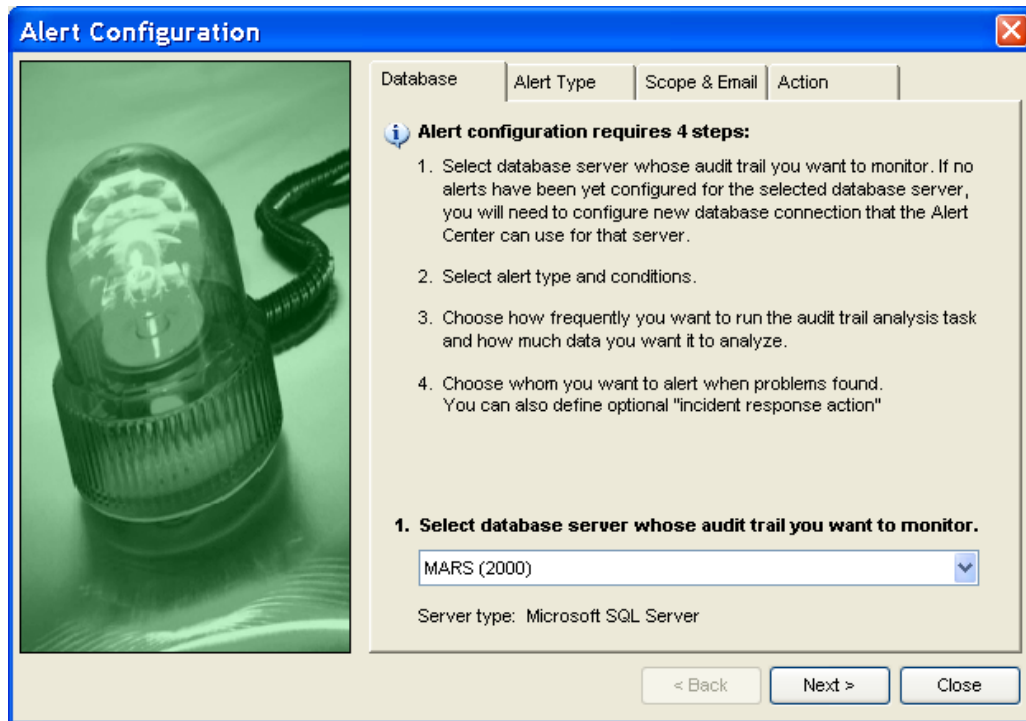 Alert Configuration
Database
Alert Type
Scope & Email
Action
Alert configuration requires 4 steps:
1. Select database server whose audit trail you want to monitor. If no
alerts have been yet configured for the selected database server,
you will need to configure new database connection that the Alert
Center can use for that server.
2. Select alert type and conditions.
3. Choose how frequently you want to run the audit trail analysis task
and how much data you want it to analyze.
4. Choose whom you want to alert when problems found.
You can also define optional "incident response action"
1. Select database server whose audit trail you want to monitor.
MARS (2000)
Server type: Microsoft SQL Server
< Back
Next >
Close